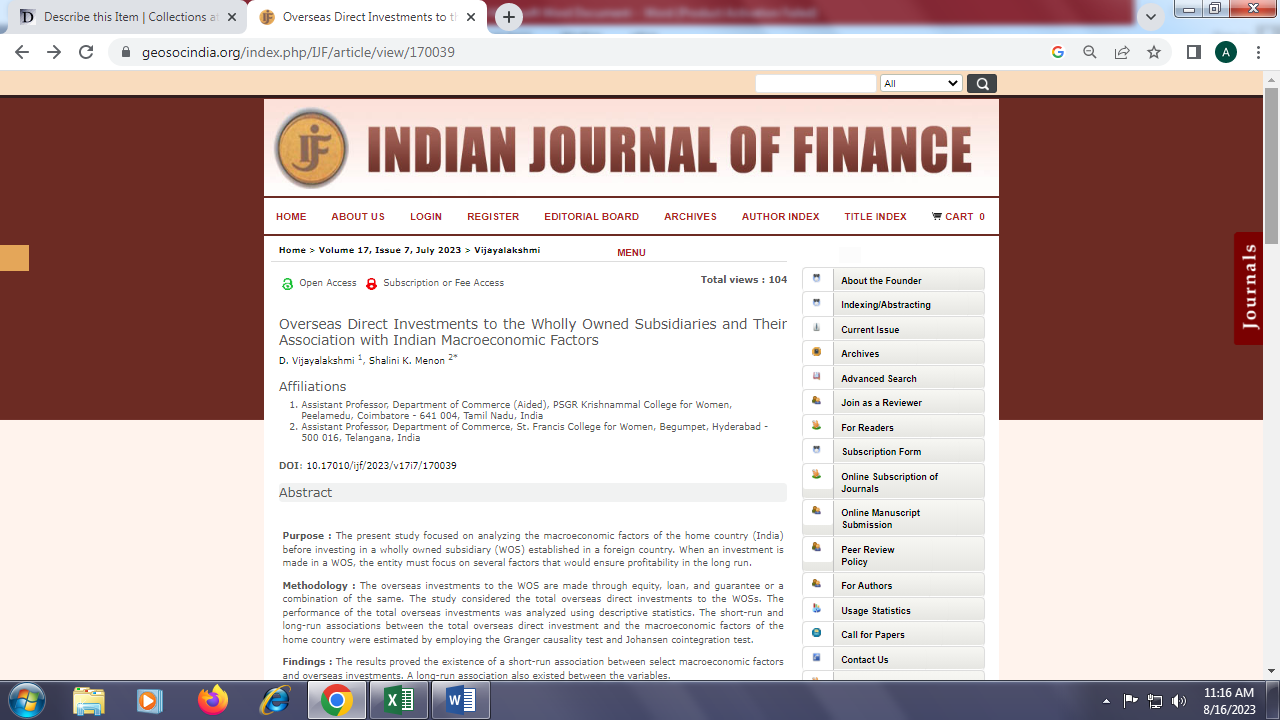 Describe this Item | Collections at
Overseas Direct Investments to th
geosocindia.org/index.php/IJF/article/view/170039
A
All
IJF
INDIAN JOURNAL OF FINANCE
HOME ABOUT US LOGIN REGISTER EDITORIAL BOARD ARCHIVES AUTHOR INDEX TITLE INDEX CART 0
Home > Volume 17, Issue 7, July 2023 > Vijayalakshmi
MENU
Open Access Subscription or Fee Access
Total views : 104
Overseas Direct Investments to the Wholly Owned Subsidiaries and Their
Association with Indian Macroeconomic Factors
D. Vijayalakshmi 1, Shalini K. Menon 2*
Affiliations
1. Assistant Professor, Department of Commerce (Aided), PSGR Krishnammal College for Women,
Peelamedu, Coimbatore - 641 004, Tamil Nadu, India
2. Assistant Professor, Department of Commerce, St. Francis College for Women, Begumpet, Hyderabad -
500 016, Telangana, India
DOI: 10.17010/ijf/2023/v17i7/170039
Abstract
Purpose : The present study focused on analyzing the macroeconomic factors of the home country (India)
before investing in a wholly owned subsidiary (WOS) established in a foreign country. When an investment is
made in a WOS, the entity must focus on several factors that would ensure profitability in the long run.
Methodology : The overseas investments to the WOS are made through equity, loan, and guarantee or a
combination of the same. The study considered the total overseas direct investments to the WOSs. The
performance of the total overseas investments was analyzed using descriptive statistics. The short-run and
long-run associations between the total overseas direct investment and the macroeconomic factors of the
home country were estimated by employing the Granger causality test and Johansen cointegration test.
Findings : The results proved the existence of a short-run association between select macroeconomic factors
and overseas investments. A long-run association also existed between the variables.
About the Founder
Indexing/Abstracting
Current Issue
Archives
Advanced Search
Join as a Reviewer
For Readers
Subscription Form
Online Subscription of
Journals
Online Manuscript
Submission
Peer Review
Policy
For Authors
Usage Statistics
Call for Papers
Contact Us
Journals
11:16 AM
8/16/2023